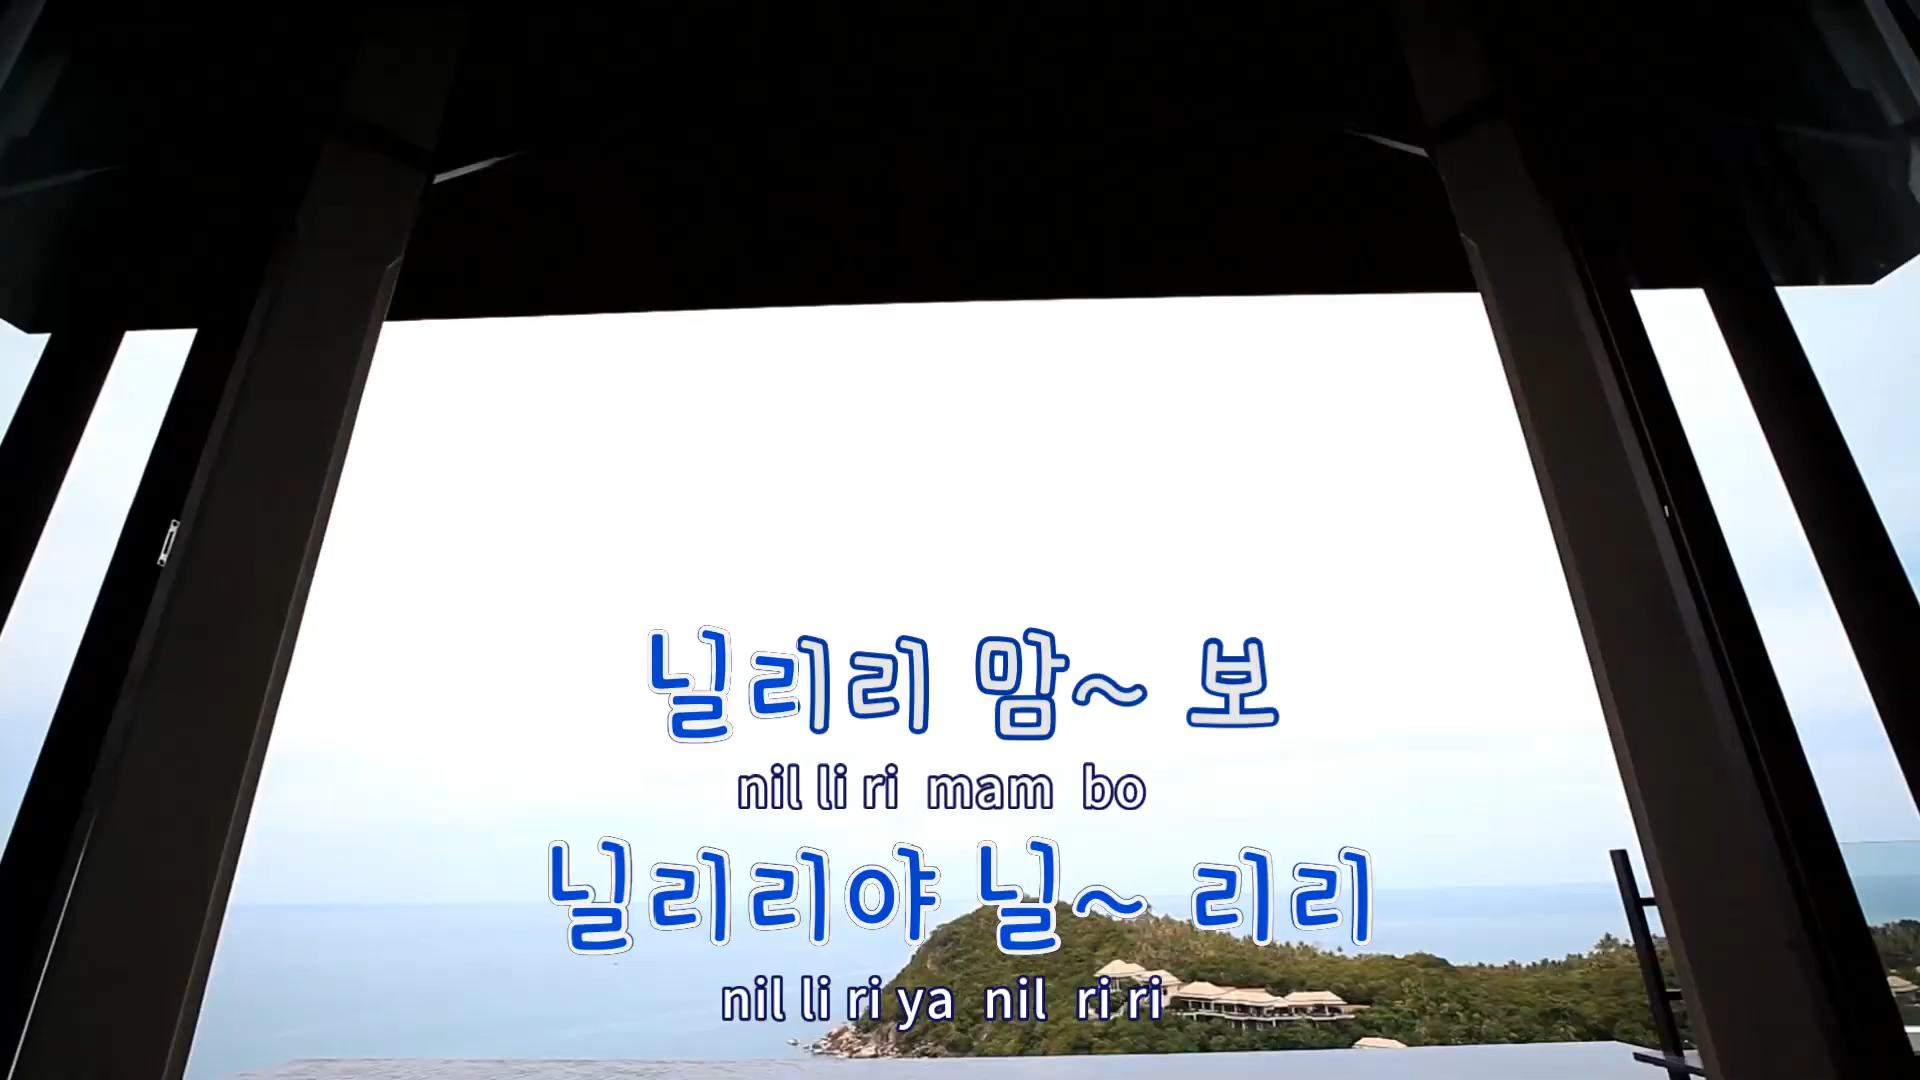 닐리리 맘~ 보
nil li ri mam bo
닐리리야 닐~ 리리
nil li ri ya nil ri ri